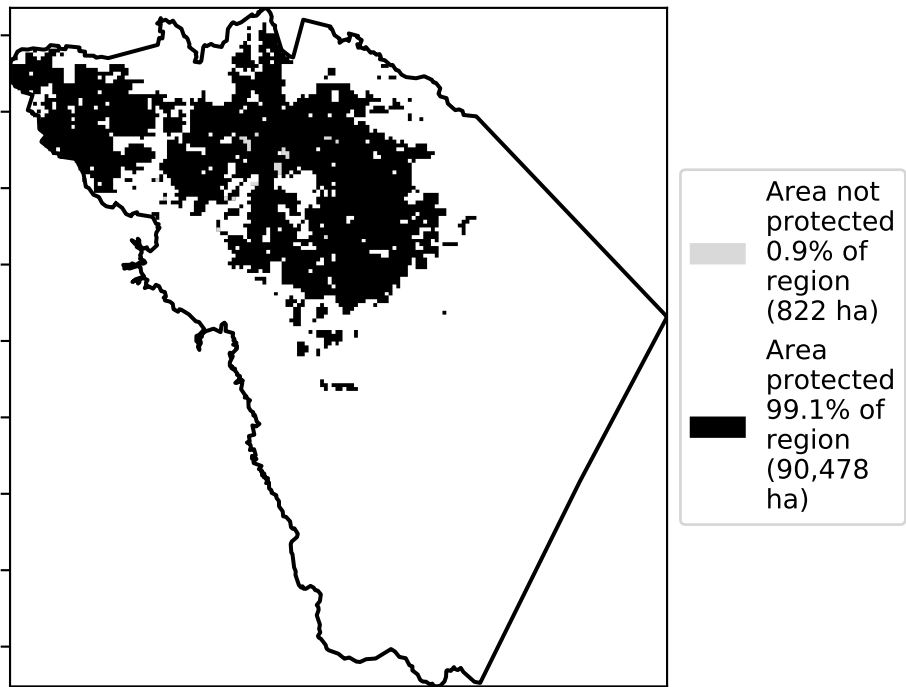 Area not
protected
0.9% of
region
(822 ha)
Area
protected
99.1% of
region
(90,478
ha)